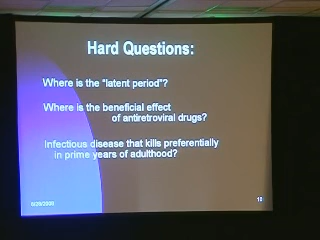 Hard Questions:
Where is the "latent period"?
Where is the beneficial effect
of antiretroviral drugs?
Infectious disease that kills preferentially
in prime years of adulthood?
10